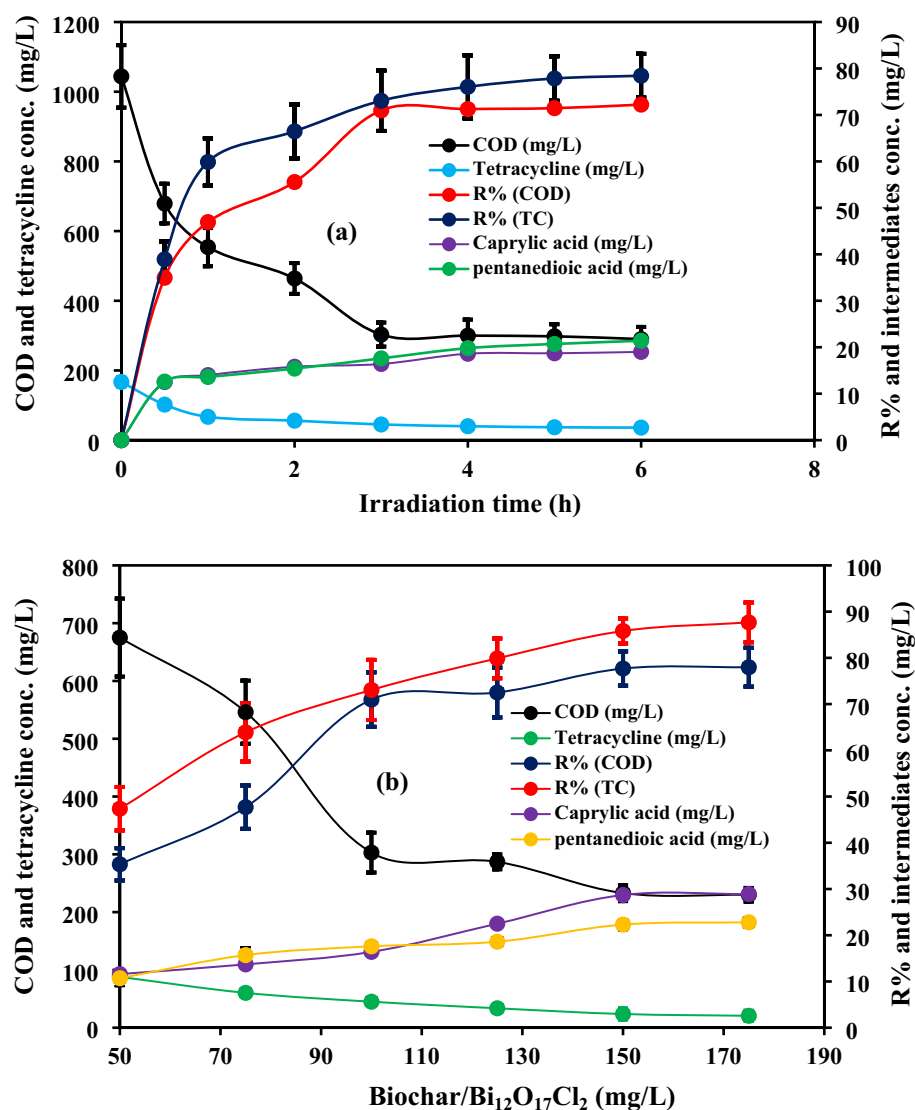 COD and tetracycline conc. (mg/L)
1200
1000
800
600
400
200
0
90
80
70
60
50
40
30
20
10
0
R% and intermediates conc. (mg/L)
COD (mg/L)
Tetracycline (mg/L)
R% (COD)
R% (TC)
Caprylic acid (mg/L)
pentanedioic acid (mg/L)
(a)
0 2 4 6 8
Irradiation time (h)
COD and tetracycline conc. (mg/L)
800
700
600
500
400
300
200
100
0
100
90
80
70
60
50
40
30
20
10
0
R% and intermediates conc. (mg/L)
COD (mg/L)
Tetracycline (mg/L)
R% (COD)
R% (TC)
Caprylic acid (mg/L)
pentanedioic acid (mg/L)
(b)
50 70 90 110 130 150 170 190
Biochar/Bi₁₂O₁₇Cl₂ (mg/L)